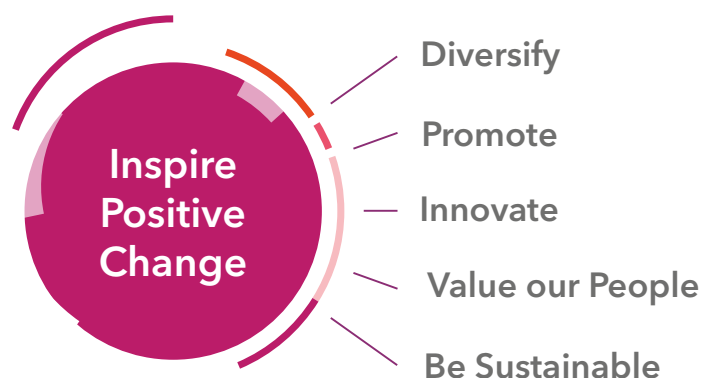 Inspire
Positive
Change
Diversify
Promote
Innovate
Value our People
Be Sustainable